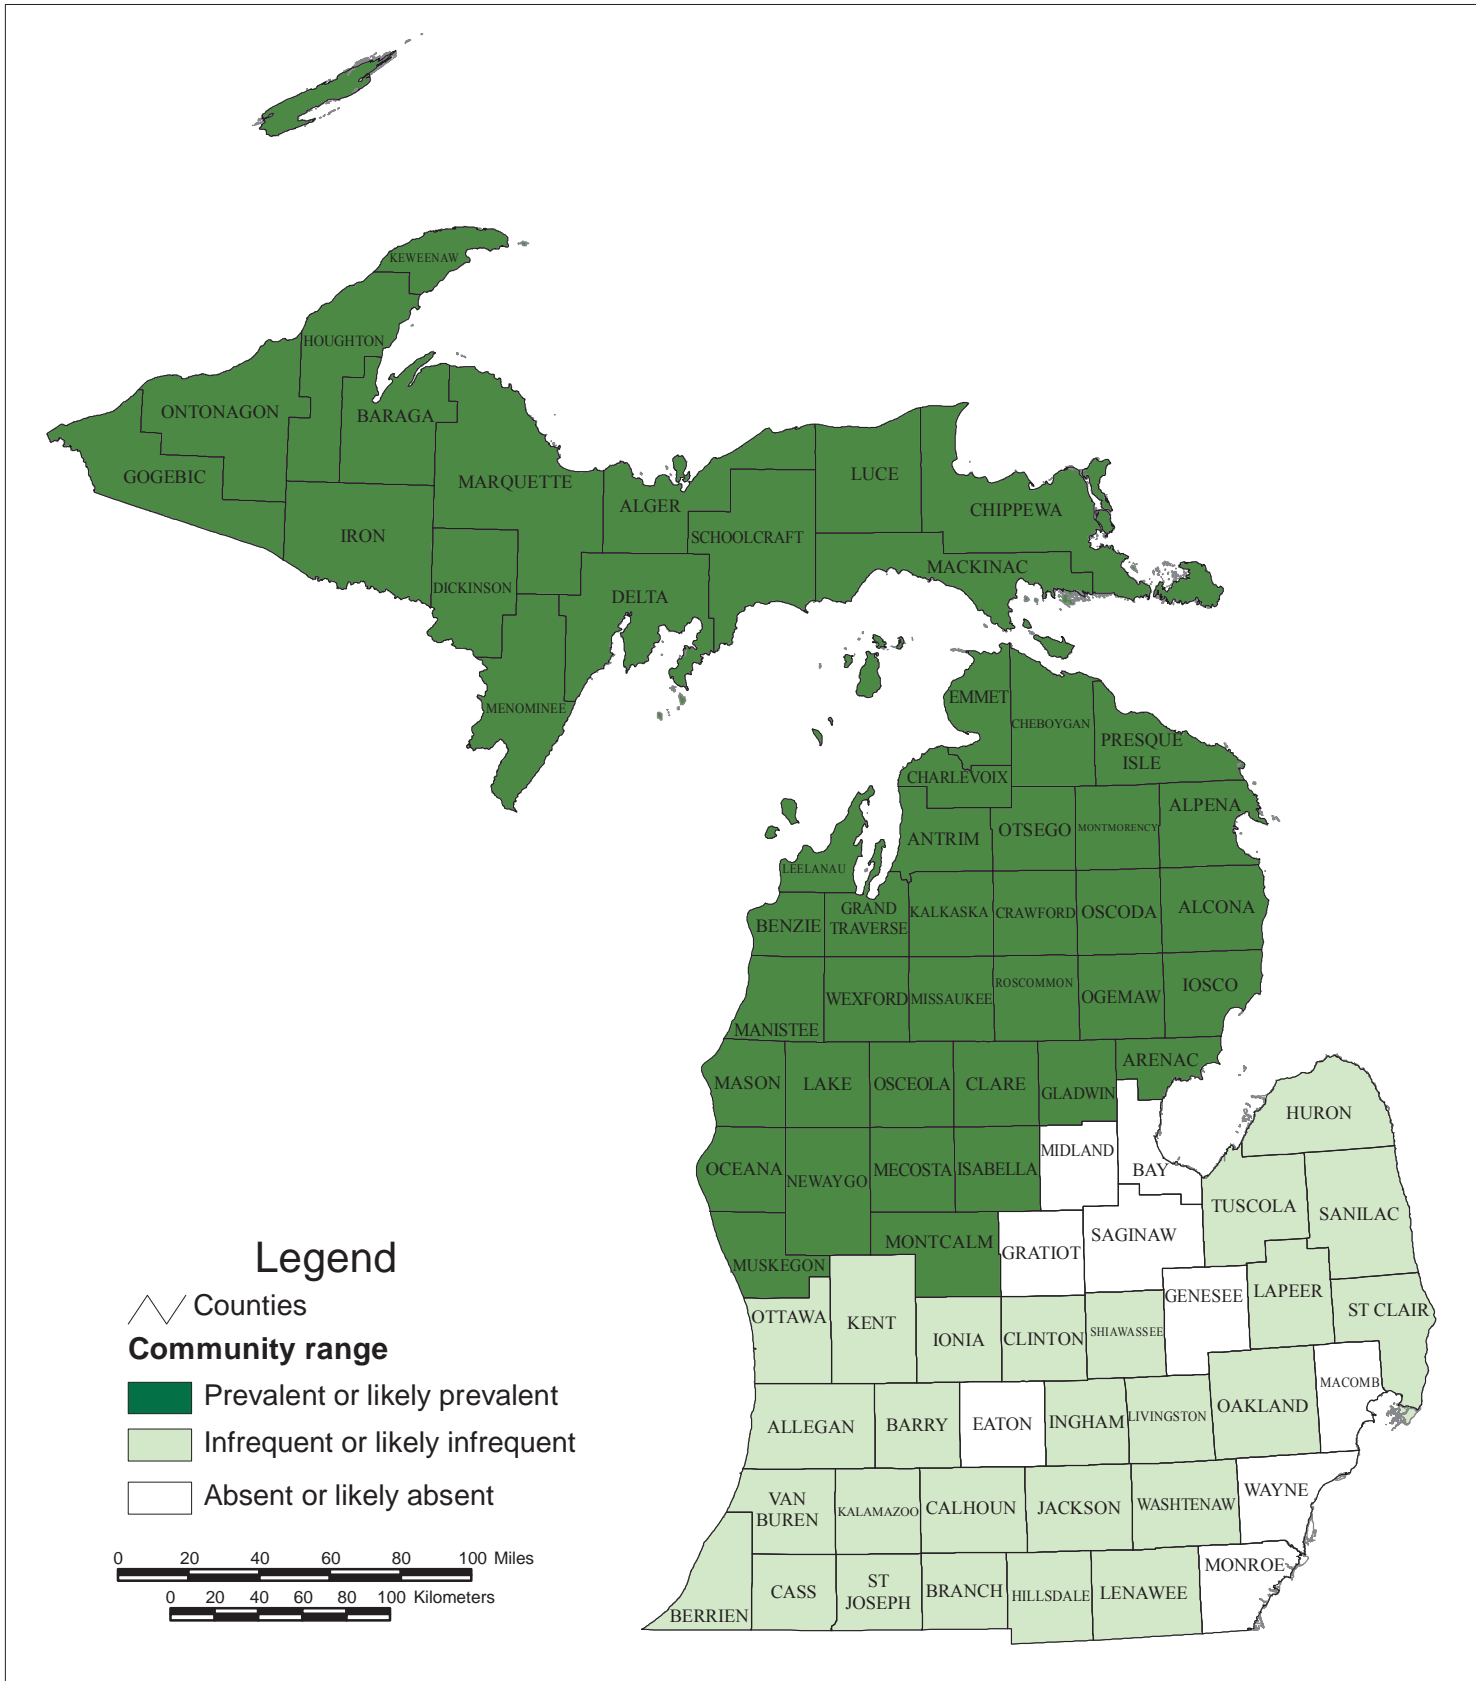 KEWEENAW
HOUGHTON
ONTONAGON
BARAGA
GOGEBIC
MARQUETTE
LUCE
ALGER
CHIPPEWA
IRON
SCHOOLCRAFT
MACKINAC
DICKINSON
DELTA
MENOMINEE
EMMET
CHEBOYGAN
PRESQUE
ISLE
CHARLEVOIX
ALPENA
ANTRIM
OTSEGO
MONTMORENCY
LEELANAU
BENZIE
GRAND
TRAVERSE
KALKASKA
CRAWFORD
OSCODA
ALCONA
MANISTEE
WEXFORD
MISSAUKEE
ROSCOMMON
OGEMAW
IOSCO
MASON
LAKE
OSCEOLA
CLARE
GLADWIN
ARENAC
HURON
OCEANA
NEWAYGO
MECOSTA
ISABELLA
MIDLAND
BAY
TUSCOLA
SANILAC
MUSKEGON
MONTCALM
GRATIOT
SAGINAW
GENESEE
LAPEER
ST CLAIR
OTTAWA
KENT
IONIA
CLINTON
SHIAWASSEE
MACOMB
ALLEGAN
BARRY
EATON
INGHAM
LIVINGSTON
OAKLAND
VAN
BUREN
KALAMAZOO
CALHOUN
JACKSON
WASHTENAW
WAYNE
BERRIEN
CASS
ST
JOSEPH
BRANCH
HILLSDALE
LENAWEE
MONROE
Legend
Counties
Community range
Prevalent or likely prevalent
Infrequent or likely infrequent
Absent or likely absent
0 20 40 60 80 100 Miles
0 20 40 60 80 100 Kilometers